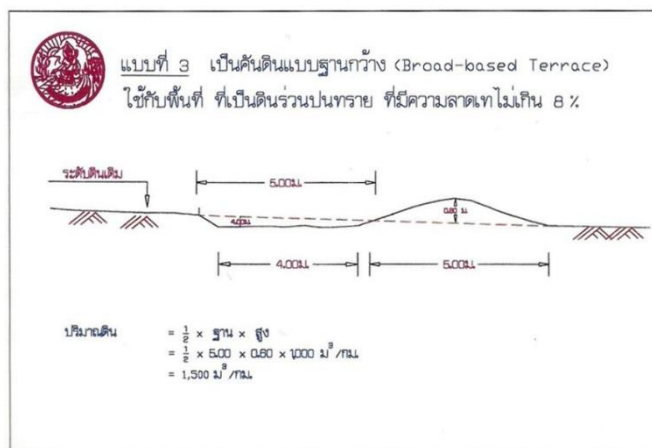 แบบที่ 3 เป็นคันดินแบบฐานกว้าง (Broad-based Terrace)
ใช้กับพื้นที่ ที่เป็นดินร่วนปนทราย ที่มีความลาดเทไม่เกิน 8 %
ระดับดินเดิม
5.00ม.
0.60 ม.
4.00ม.
5.00ม.
ปริมาณดิน = ½ × ฐาน × สูง
= ½ × 5.00 × 0.60 × 1,000 ม³/กม.
= 1,500 ม³/กม.